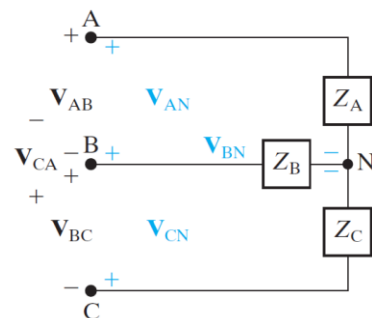 A
+ +
Z_A
V_AB V_AN
−
B V_BN
V_CA − + Z_B − N
+ −
+
Z_C
V_BC V_CN
− +
C